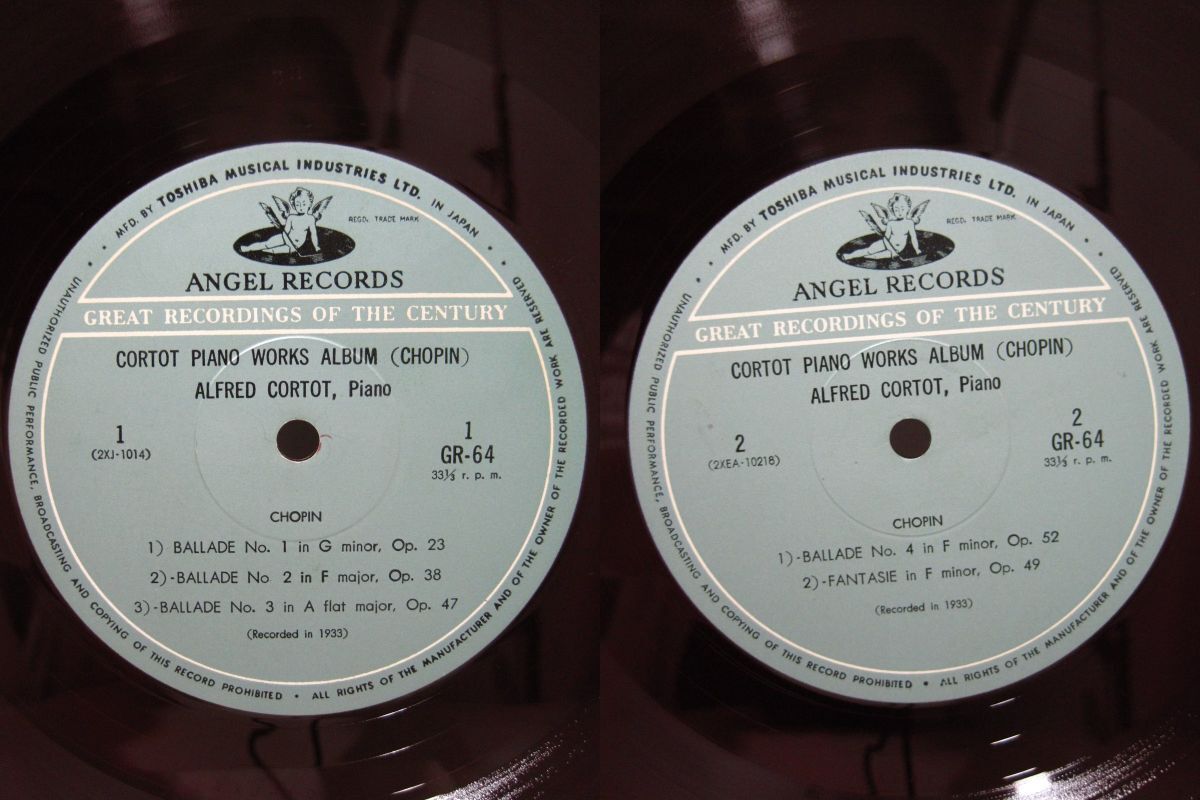 MFD. BY TOSHIBA MUSICAL INDUSTRIES LTD. IN JAPAN
REGD. TRADE MARK
ANGEL RECORDS
GREAT RECORDINGS OF THE CENTURY
CORTOT PIANO WORKS ALBUM (CHOPIN)
ALFRED CORTOT, Piano
1
(2XJ-1014)
1
GR-64
33⅓ r. p. m.
CHOPIN
1) BALLADE No. 1 in G minor, Op. 23
2)-BALLADE No. 2 in F major, Op. 38
3)-BALLADE No. 3 in A flat major, Op. 47
(Recorded in 1933)
UNAUTHORIZED PUBLIC PERFORMANCE, BROADCASTING AND COPYING OF THIS RECORD PROHIBITED • ALL RIGHTS OF THE MANUFACTURER AND OF THE OWNER OF THE RECORDED WORK ARE RESERVED
MFD. BY TOSHIBA MUSICAL INDUSTRIES LTD. IN JAPAN
REGD. TRADE MARK
ANGEL RECORDS
GREAT RECORDINGS OF THE CENTURY
CORTOT PIANO WORKS ALBUM (CHOPIN)
ALFRED CORTOT, Piano
2
(2XEA-10218)
2
GR-64
33⅓ r. p. m.
CHOPIN
1)-BALLADE No. 4 in F minor, Op. 52
2)-FANTASIE in F minor, Op. 49
(Recorded in 1933)
UNAUTHORIZED PUBLIC PERFORMANCE, BROADCASTING AND COPYING OF THIS RECORD PROHIBITED • ALL RIGHTS OF THE MANUFACTURER AND OF THE OWNER OF THE RECORDED WORK ARE RESERVED